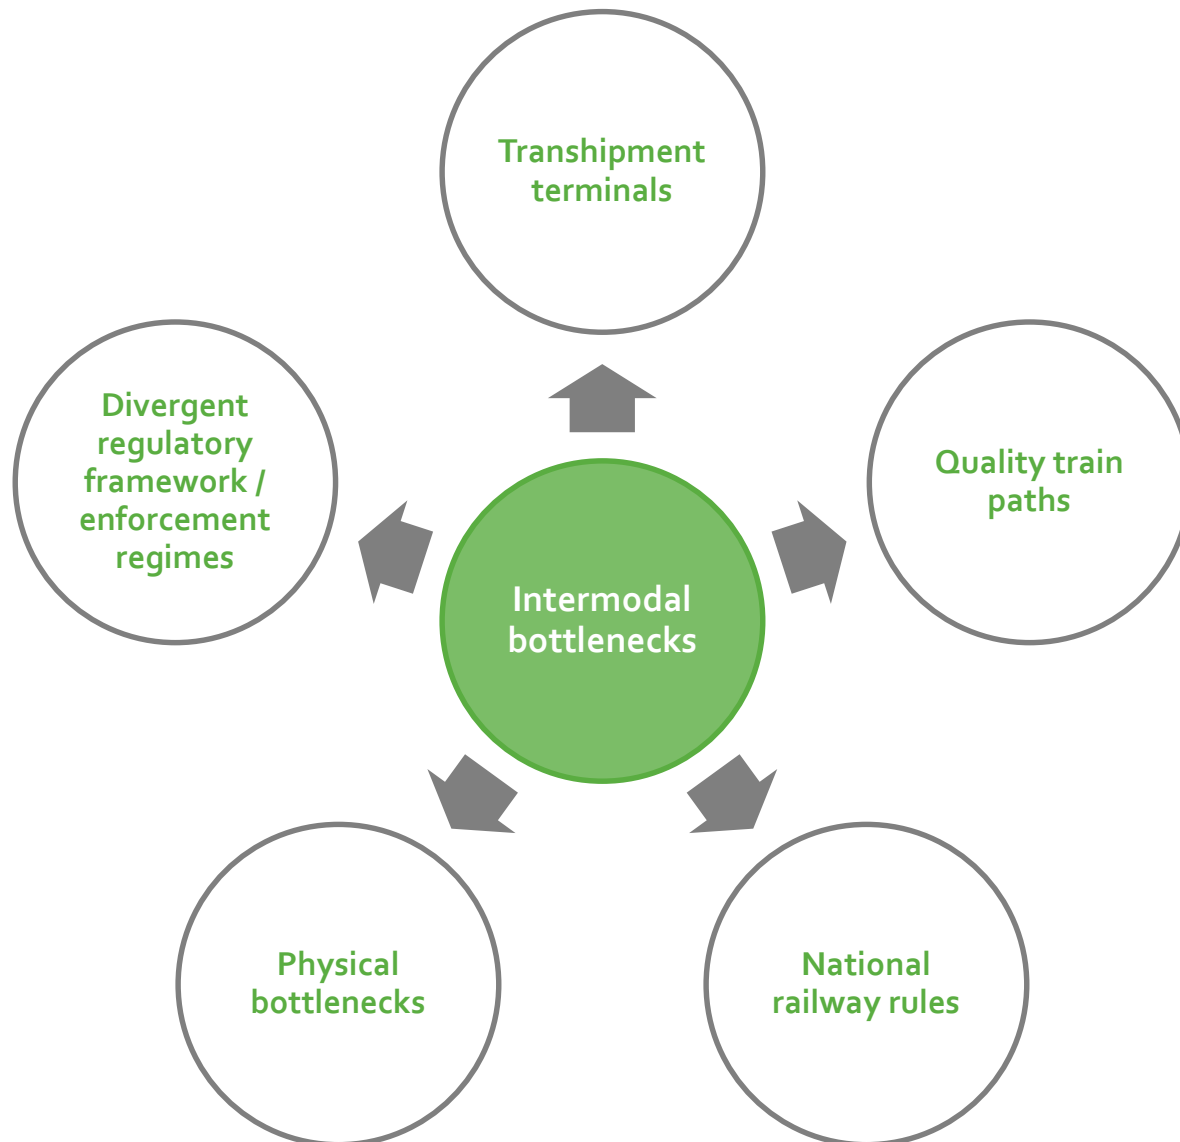 Transhipment
terminals
Quality train
paths
National
railway rules
Physical
bottlenecks
Divergent
regulatory
framework /
enforcement
regimes
Intermodal
bottlenecks